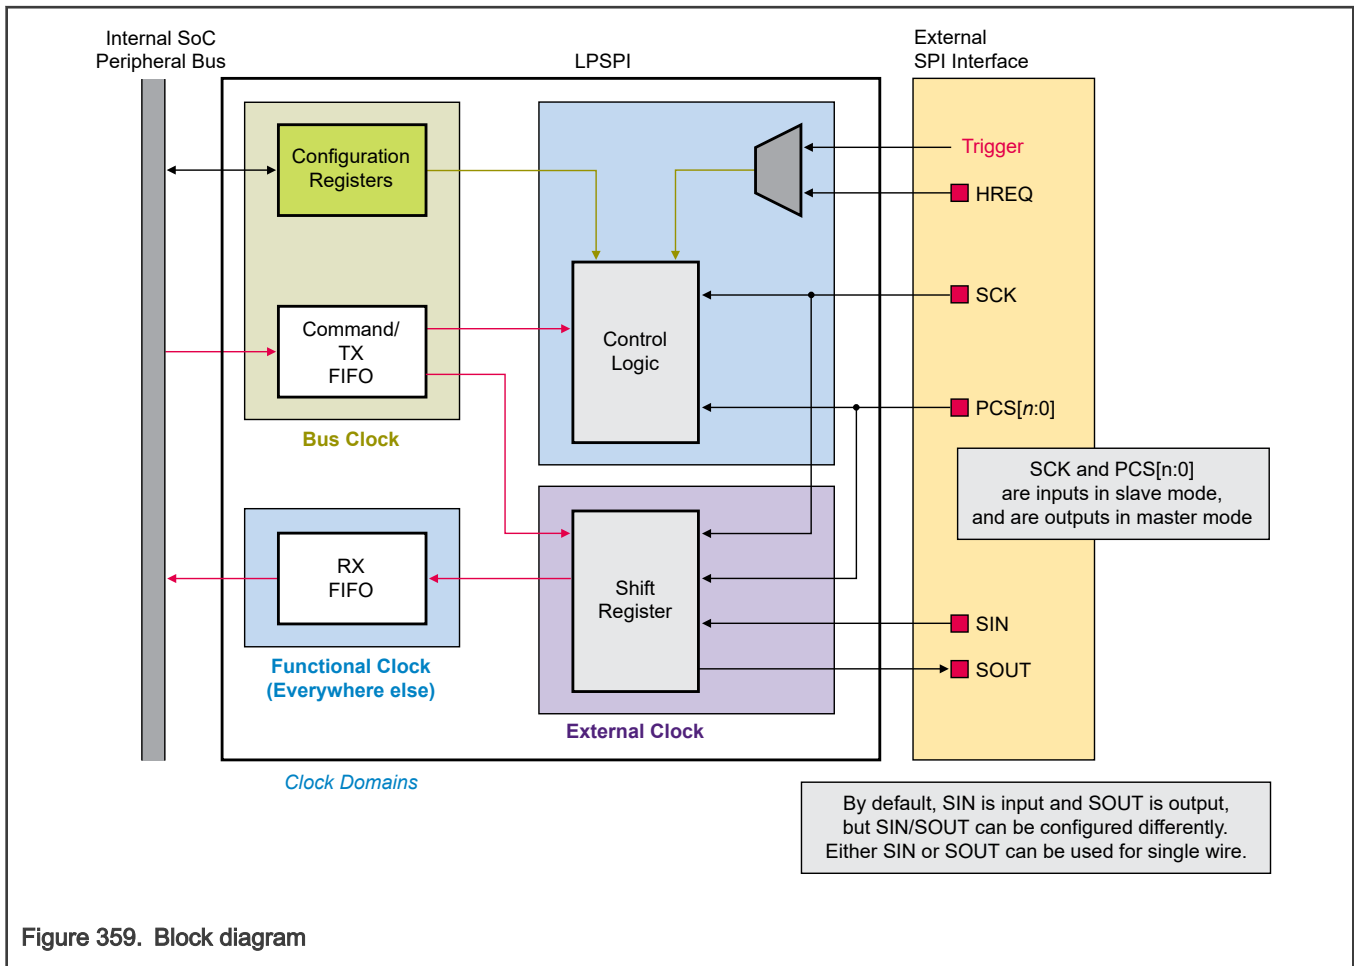 Internal SoC
Peripheral Bus
LPSPI
External
SPI Interface
Configuration
Registers
Trigger
HREQ
SCK
Command/
TX
FIFO
Control
Logic
PCS[n:0]
Bus Clock
SCK and PCS[n:0]
are inputs in slave mode,
and are outputs in master mode
RX
FIFO
Shift
Register
SIN
SOUT
Functional Clock
(Everywhere else)
External Clock
Clock Domains
By default, SIN is input and SOUT is output,
but SIN/SOUT can be configured differently.
Either SIN or SOUT can be used for single wire.
Figure 359. Block diagram